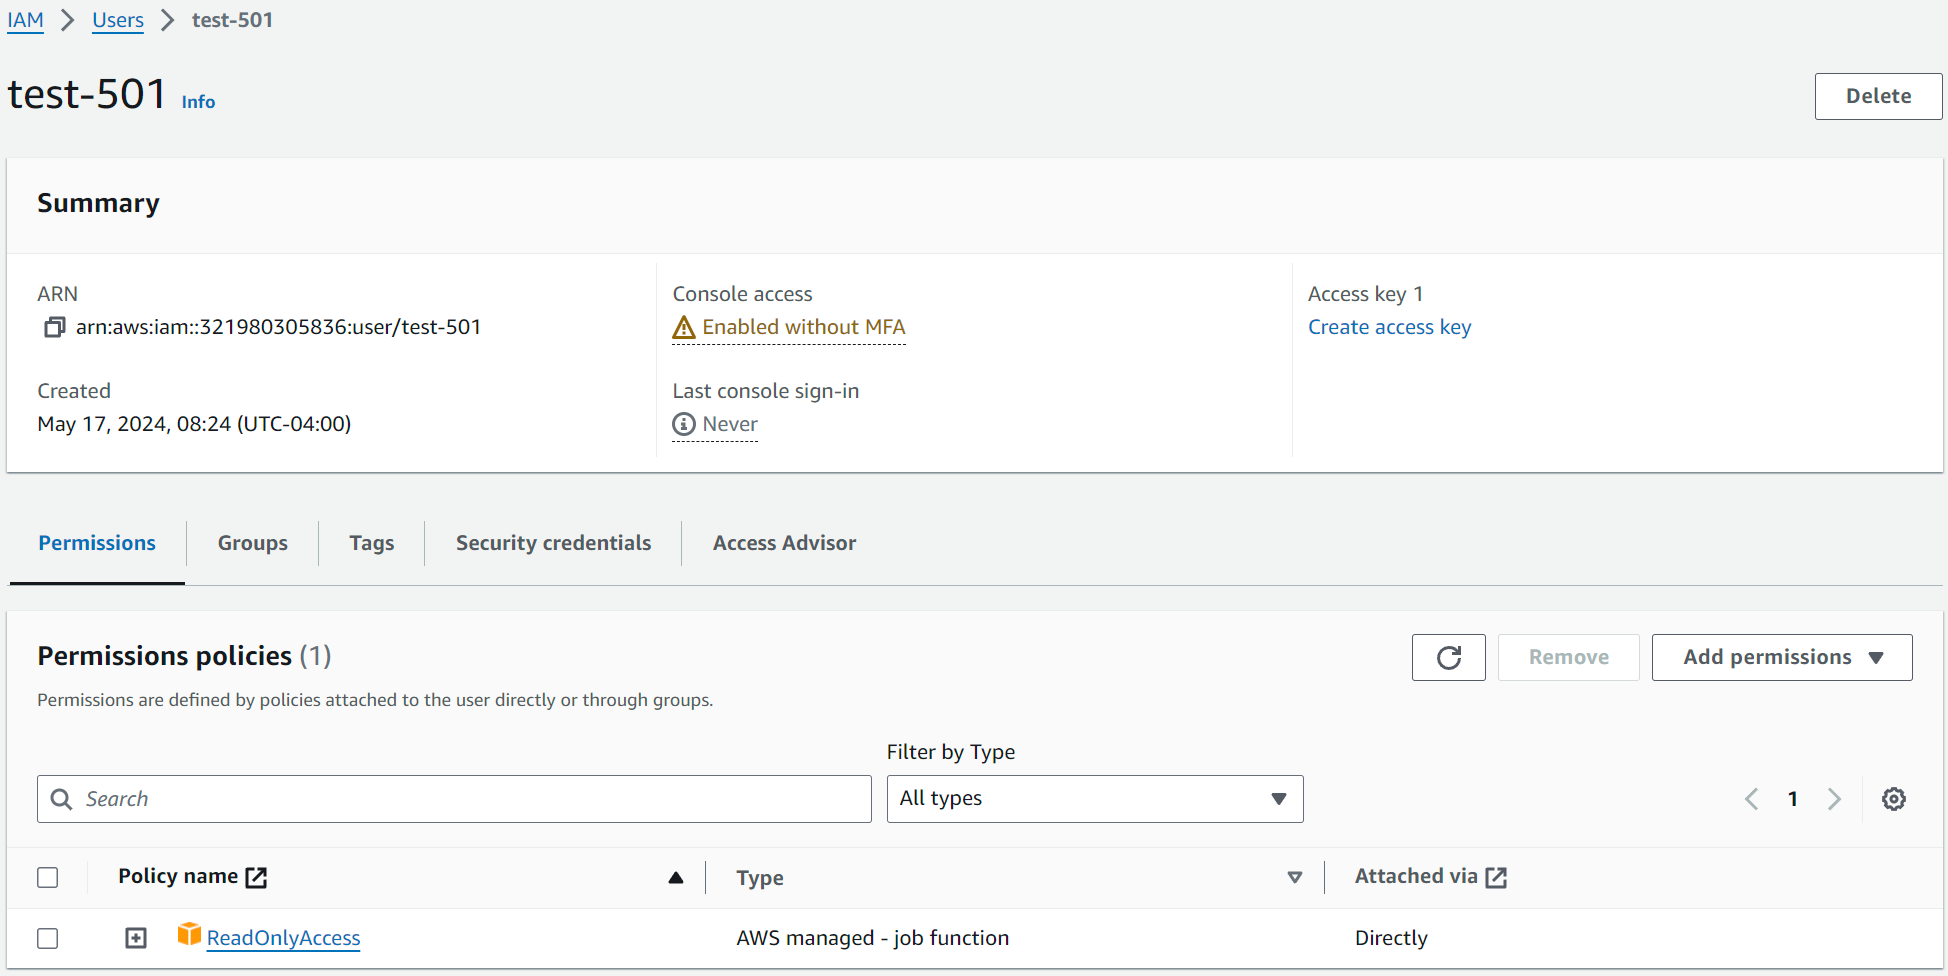 IAM > Users > test-501
test-501 Info
Delete
Summary
ARN
arn:aws:iam::321980305836:user/test-501
Created
May 17, 2024, 08:24 (UTC-04:00)
Console access
Enabled without MFA
Last console sign-in
Never
Access key 1
Create access key
Permissions Groups Tags Security credentials Access Advisor
Permissions policies (1)
Remove
Add permissions
Permissions are defined by policies attached to the user directly or through groups.
Filter by Type
Search
All types
1
Policy name Type Attached via
ReadOnlyAccess AWS managed - job function Directly